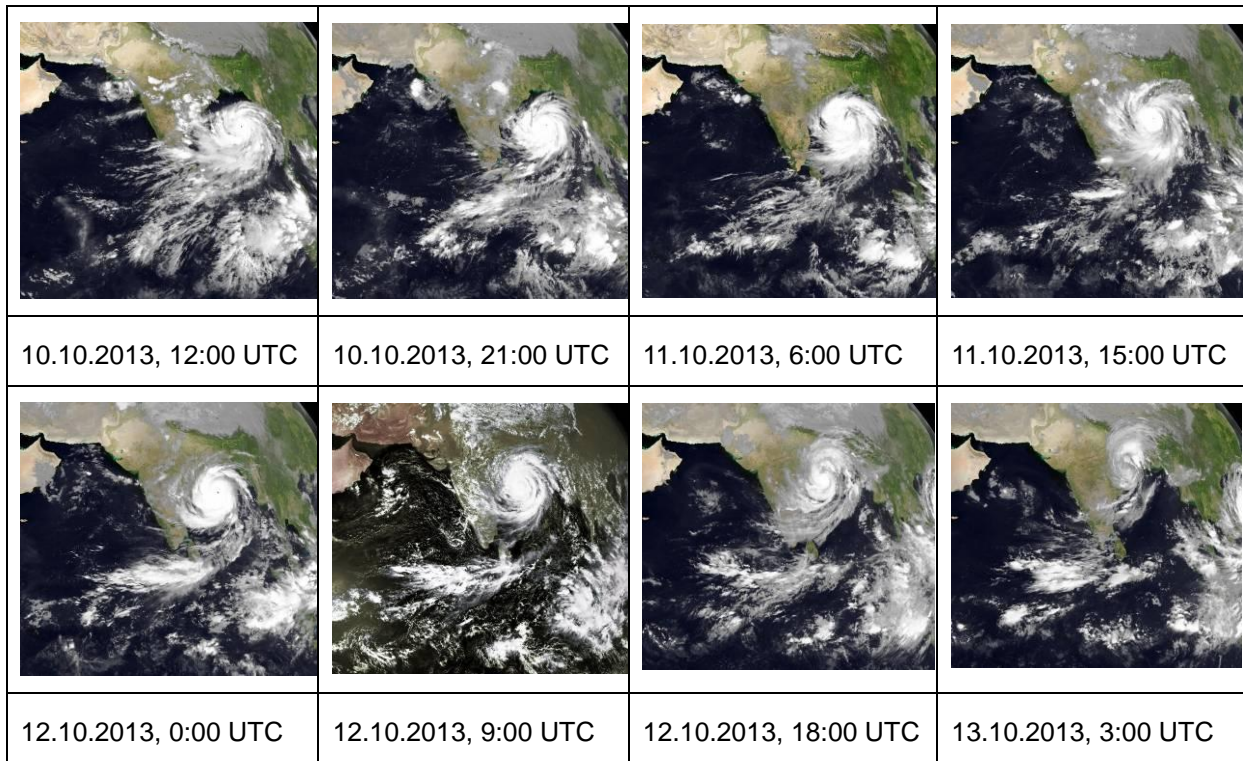 10.10.2013, 12:00 UTC
10.10.2013, 21:00 UTC
11.10.2013, 6:00 UTC
11.10.2013, 15:00 UTC
12.10.2013, 0:00 UTC
12.10.2013, 9:00 UTC
12.10.2013, 18:00 UTC
13.10.2013, 3:00 UTC